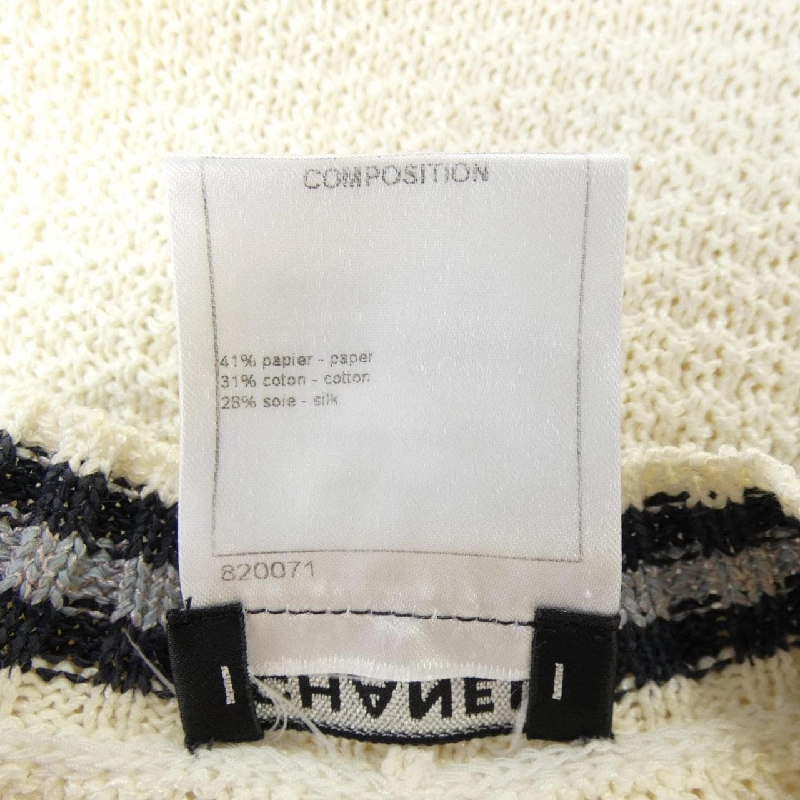 COMPOSITION
41% papier - paper
31% coton - cotton
28% soie - silk
820071
CHANEL